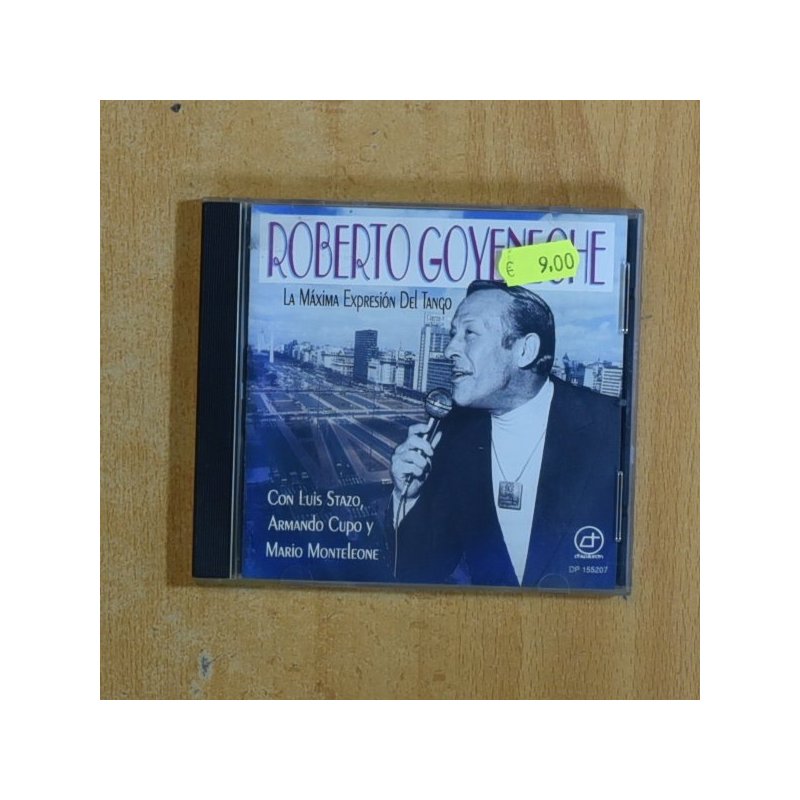 ROBERTO GOYENECHE
€ 9,00
LA MÁXIMA EXPRESIÓN DEL TANGO
CON LUIS STAZO,
ARMANDO CUPO Y
MARIO MONTELEONE
DP 155207